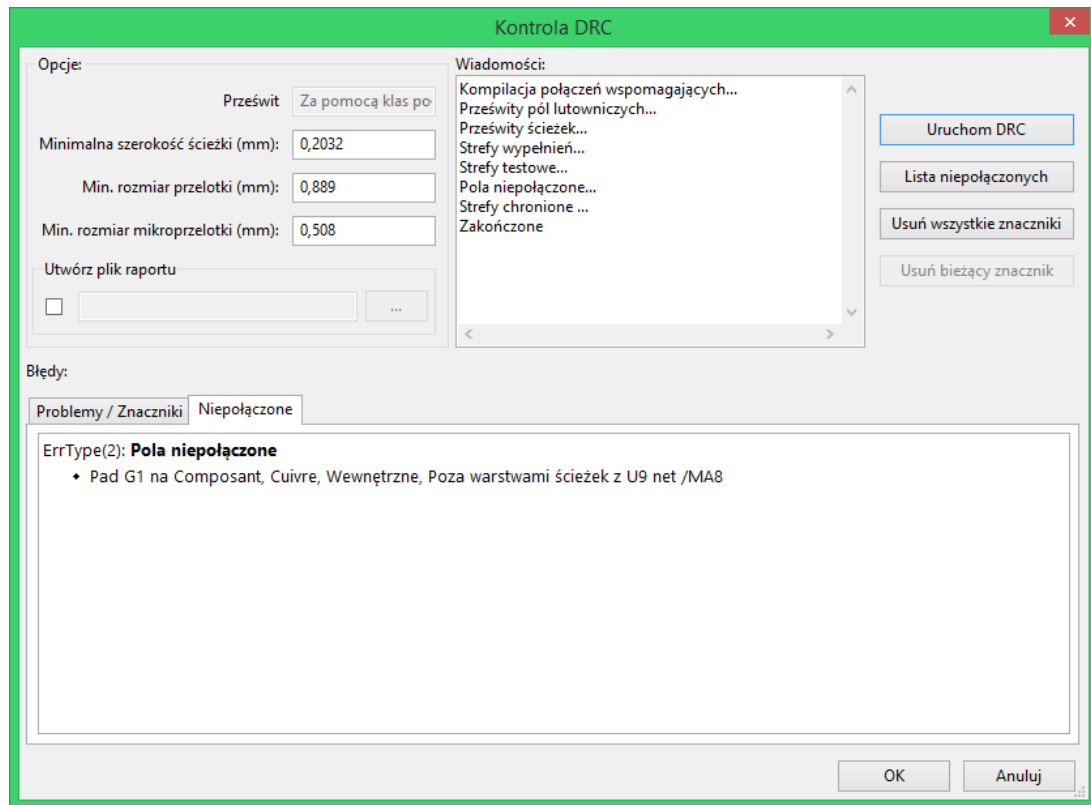 Kontrola DRC
Opcje:
Prześwit Za pomocą klas po
Minimalna szerokość ścieżki (mm): 0,2032
Min. rozmiar przelotki (mm): 0,889
Min. rozmiar mikroprzelotki (mm): 0,508
Utwórz plik raportu
...
Wiadomości:
Kompilacja połączeń wspomagających...
Prześwity pól lutowniczych...
Prześwity ścieżek...
Strefy wypełnień...
Strefy testowe...
Pola niepołączone...
Strefy chronione ...
Zakończone
Uruchom DRC
Lista niepołączonych
Usuń wszystkie znaczniki
Usuń bieżący znacznik
Błędy:
Problemy / Znaczniki Niepołączone
ErrType(2): Pola niepołączone
Pad G1 na Composant, Cuivre, Wewnętrzne, Poza warstwami ścieżek z U9 net /MA8
OK Anuluj